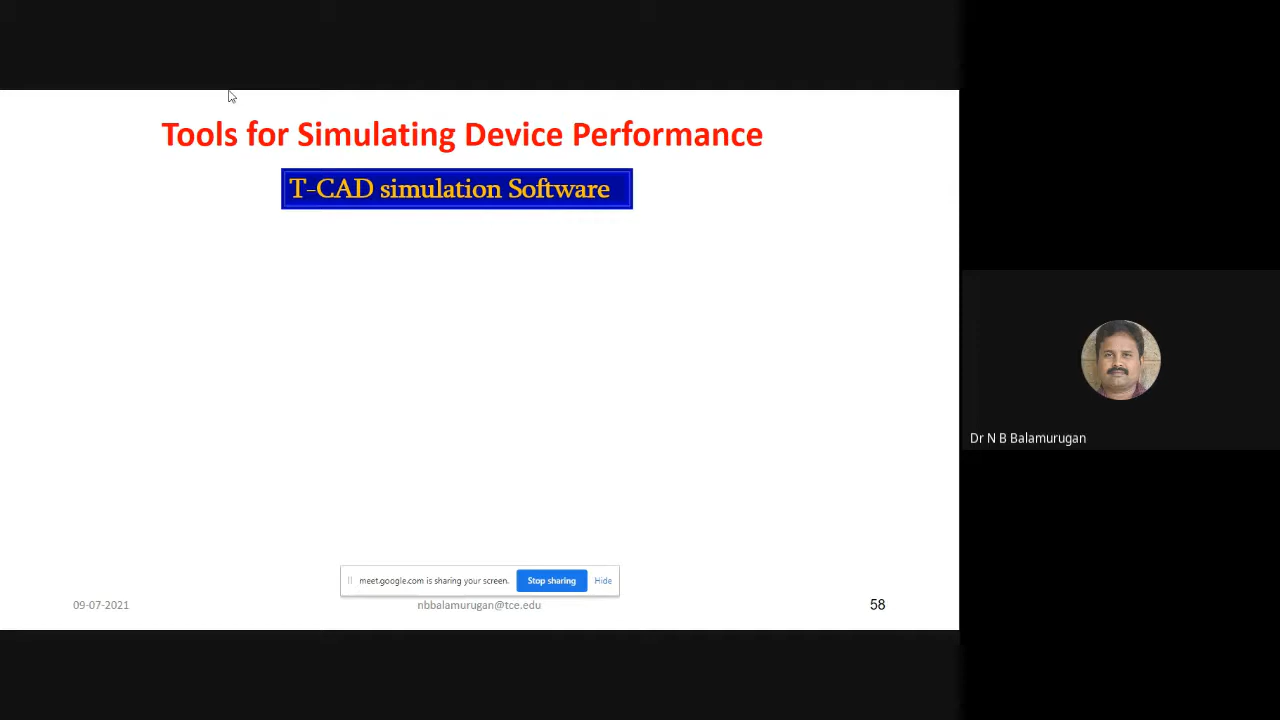 Tools for Simulating Device Performance
T-CAD simulation Software
Dr N B Balamurugan
meet.google.com is sharing your screen.
Stop sharing
Hide
09-07-2021
nbbalamurugan@tce.edu
58